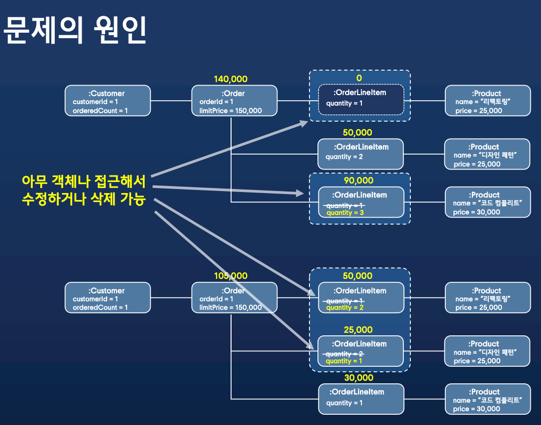 문제의 원인
140,000
0
:Customer
customerId = 1
orderedCount = 1
:Order
orderId = 1
limitPrice = 150,000
:OrderLineItem
quantity = 1
:Product
name = "리팩토링"
price = 25,000
50,000
:OrderLineItem
quantity = 2
:Product
name = "디자인 패턴"
price = 25,000
아무 객체나 접근해서
수정하거나 삭제 가능
90,000
:OrderLineItem
quantity = 1
quantity = 3
:Product
name = "코드 컴플리트"
price = 30,000
105,000
50,000
:Customer
customerId = 1
orderedCount = 1
:Order
orderId = 1
limitPrice = 150,000
:OrderLineItem
quantity = 1
quantity = 2
:Product
name = "리팩토링"
price = 25,000
25,000
:OrderLineItem
quantity = 2
quantity = 1
:Product
name = "디자인 패턴"
price = 25,000
30,000
:OrderLineItem
quantity = 1
:Product
name = "코드 컴플리트"
price = 30,000